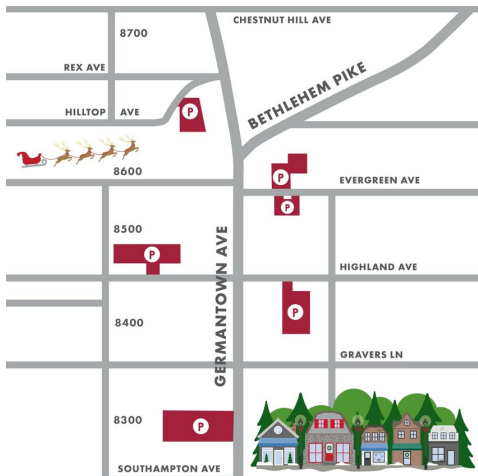 CHESTNUT HILL AVE
8700
REX AVE
BETHLEHEM PIKE
HILLTOP AVE
P
8600
P
EVERGREEN AVE
P
8500
GERMANTOWN AVE
P
HIGHLAND AVE
P
8400
GRAVERS LN
8300
P
SOUTHAMPTON AVE